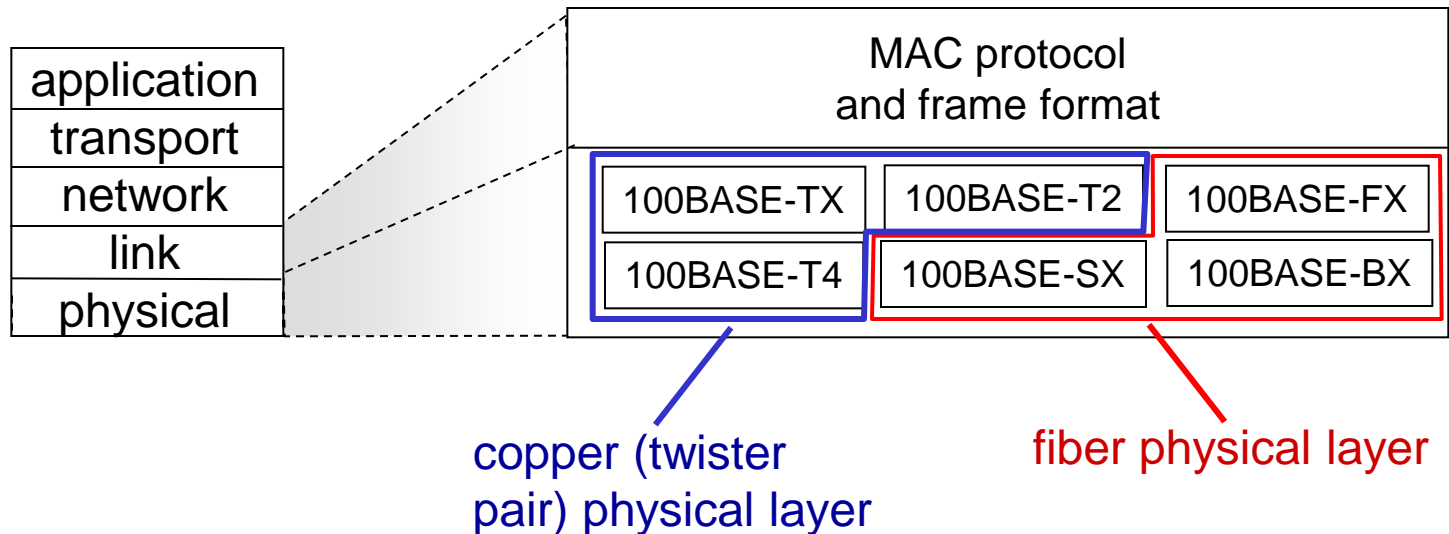 application
transport
network
link
physical
MAC protocol
and frame format
100BASE-TX
100BASE-T2
100BASE-FX
100BASE-T4
100BASE-SX
100BASE-BX
copper (twister
pair) physical layer
fiber physical layer